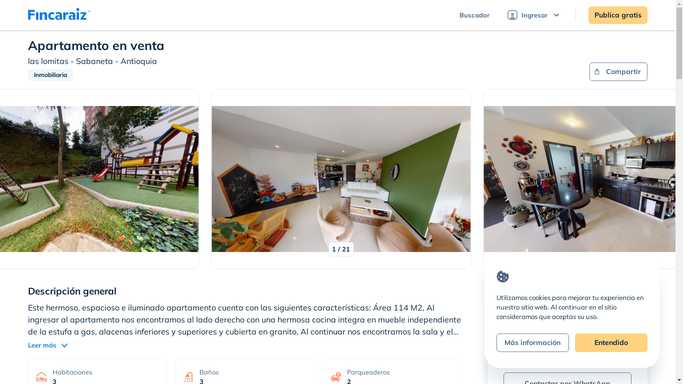 Fincaraiz
Buscador
Ingresar
Publica gratis
Apartamento en venta
las lomitas - Sabaneta - Antioquia
Inmobiliaria
Compartir
1 / 21
Descripción general
Este hermoso, espacioso e iluminado apartamento cuenta con las siguientes características: Área 114 M2, Al
ingresar al apartamento nos encontramos al lado derecho con una hermosa cocina integra en mueble independiente
de la estufa a gas, alacenas inferiores y superiores y cubierta en granito, Al continuar nos encontramos la sala y el...
Leer más
Habitaciones
3
Baños
3
Parqueaderos
2
Utilizamos cookies para mejorar tu experiencia en
nuestro sitio web. Al continuar en el sitio
consideramos que aceptas su uso.
Más información
Entendido
Contactar por WhatsApp